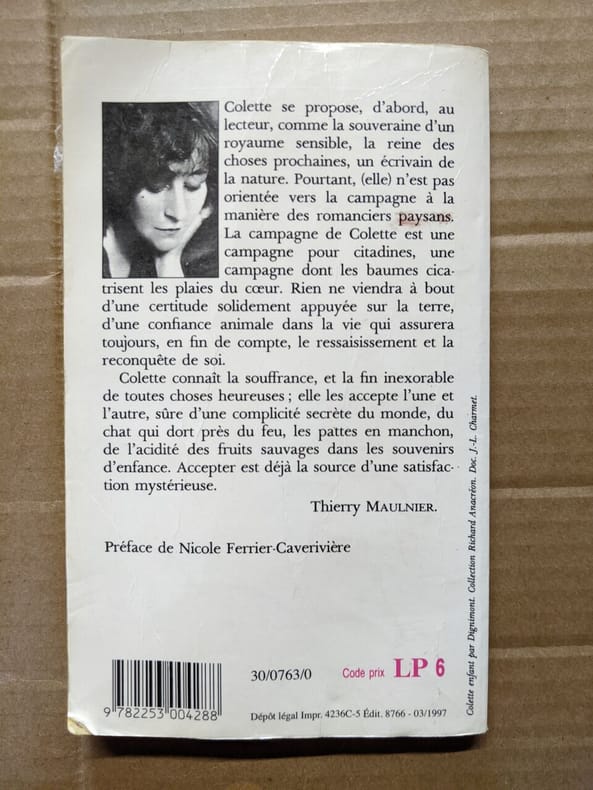 Colette se propose, d'abord, au
lecteur, comme la souveraine d'un
royaume sensible, la reine des
choses prochaines, un écrivain de
la nature. Pourtant, (elle) n'est pas
orientée vers la campagne à la
manière des romanciers paysans.
La campagne de Colette est une
campagne pour citadines, une
campagne dont les baumes cica-
trisent les plaies du cœur. Rien ne viendra à bout
d'une certitude solidement appuyée sur la terre,
d'une confiance animale dans la vie qui assurera
toujours, en fin de compte, le ressaisissement et la
reconquête de soi.
Colette connaît la souffrance, et la fin inexorable
de toutes choses heureuses ; elle les accepte l'une et
l'autre, sûre d'une complicité secrète du monde, du
chat qui dort près du feu, les pattes en manchon,
de l'acidité des fruits sauvages dans les souvenirs
d'enfance. Accepter est déjà la source d'une satisfac-
tion mystérieuse.
Thierry MAULNIER.
Préface de Nicole Ferrier-Caverivière
30/0763/0
Code prix LP 6
9 782253 004288
Dépôt légal Impr. 4236C-5 Édit. 8766 - 03/1997
Colette enfant par Dignimont. Collection Richard Anacréon. Doc. J.-L. Charmet.